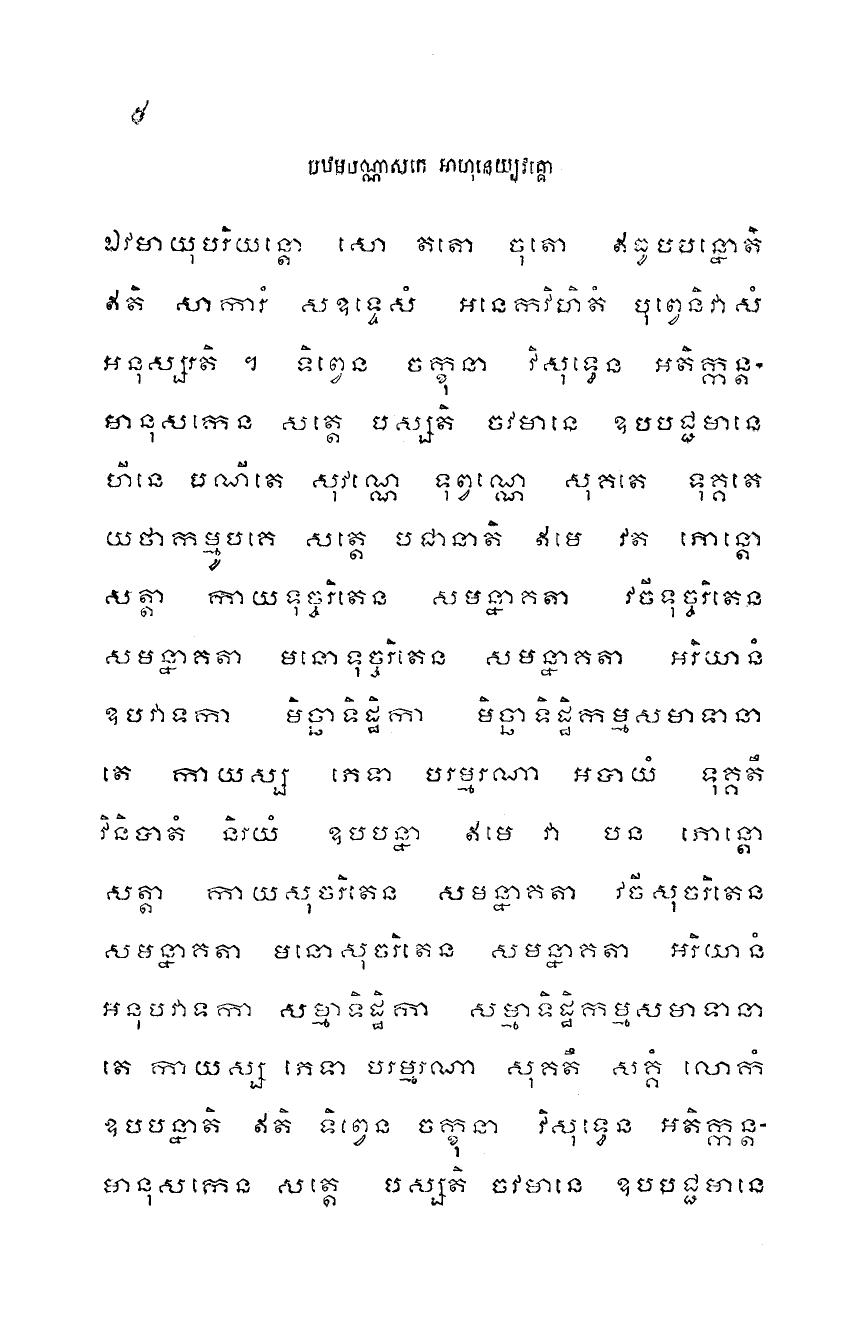 ៩
បឋមបណ្ណាសកេ អាហុនេយ្យវគ្គោ
ឯវមាយុបរិយន្តោ សោ តតោ ចុតោ ឥធូបបន្នោតិ
ឥតិ សាការំ សឧទ្ទេសំ អនេកវិហិតំ បុព្វេនិវាសំ
អនុស្សរតិ ។ ទិព្វេន ចក្ខុនា វិសុទ្ធេន អតិក្កន្ត-
មានុសកេន សត្តេ បស្សតិ ចវមានេ ឧបបជ្ជមានេ
ហីនេ បណីតេ សុវណ្ណេ ទុព្វណ្ណេ សុគតេ ទុគ្គតេ
យថាកម្មូបគេ សត្តេ បជានាតិ ឥមេ វត ភោន្តោ
សត្តា កាយទុច្ចរិតេន សមន្នាគតា វចីទុច្ចរិតេន
សមន្នាគតា មនោទុច្ចរិតេន សមន្នាគតា អរិយានំ
ឧបវាទកា មិច្ឆាទិដ្ឋិកា មិច្ឆាទិដ្ឋិកម្មសមាទានា
តេ កាយស្ស ភេទា បរម្មរណា អបាយំ ទុគ្គតឹ
វិនិបាតំ និរយំ ឧបបន្នា ឥមេ វា បន ភោន្តោ
សត្តា កាយសុចរិតេន សមន្នាគតា វចីសុចរិតេន
សមន្នាគតា មនោសុចរិតេន សមន្នាគតា អរិយានំ
អនុបវាទកា សម្មាទិដ្ឋិកា សម្មាទិដ្ឋិកម្មសមាទានា
តេ កាយស្ស ភេទា បរម្មរណា សុគតឹ សគ្គំ លោកំ
ឧបបន្នាតិ ឥតិ ទិព្វេន ចក្ខុនា វិសុទ្ធេន អតិក្កន្ត-
មានុសកេន សត្តេ បស្សតិ ចវមានេ ឧបបជ្ជមានេ